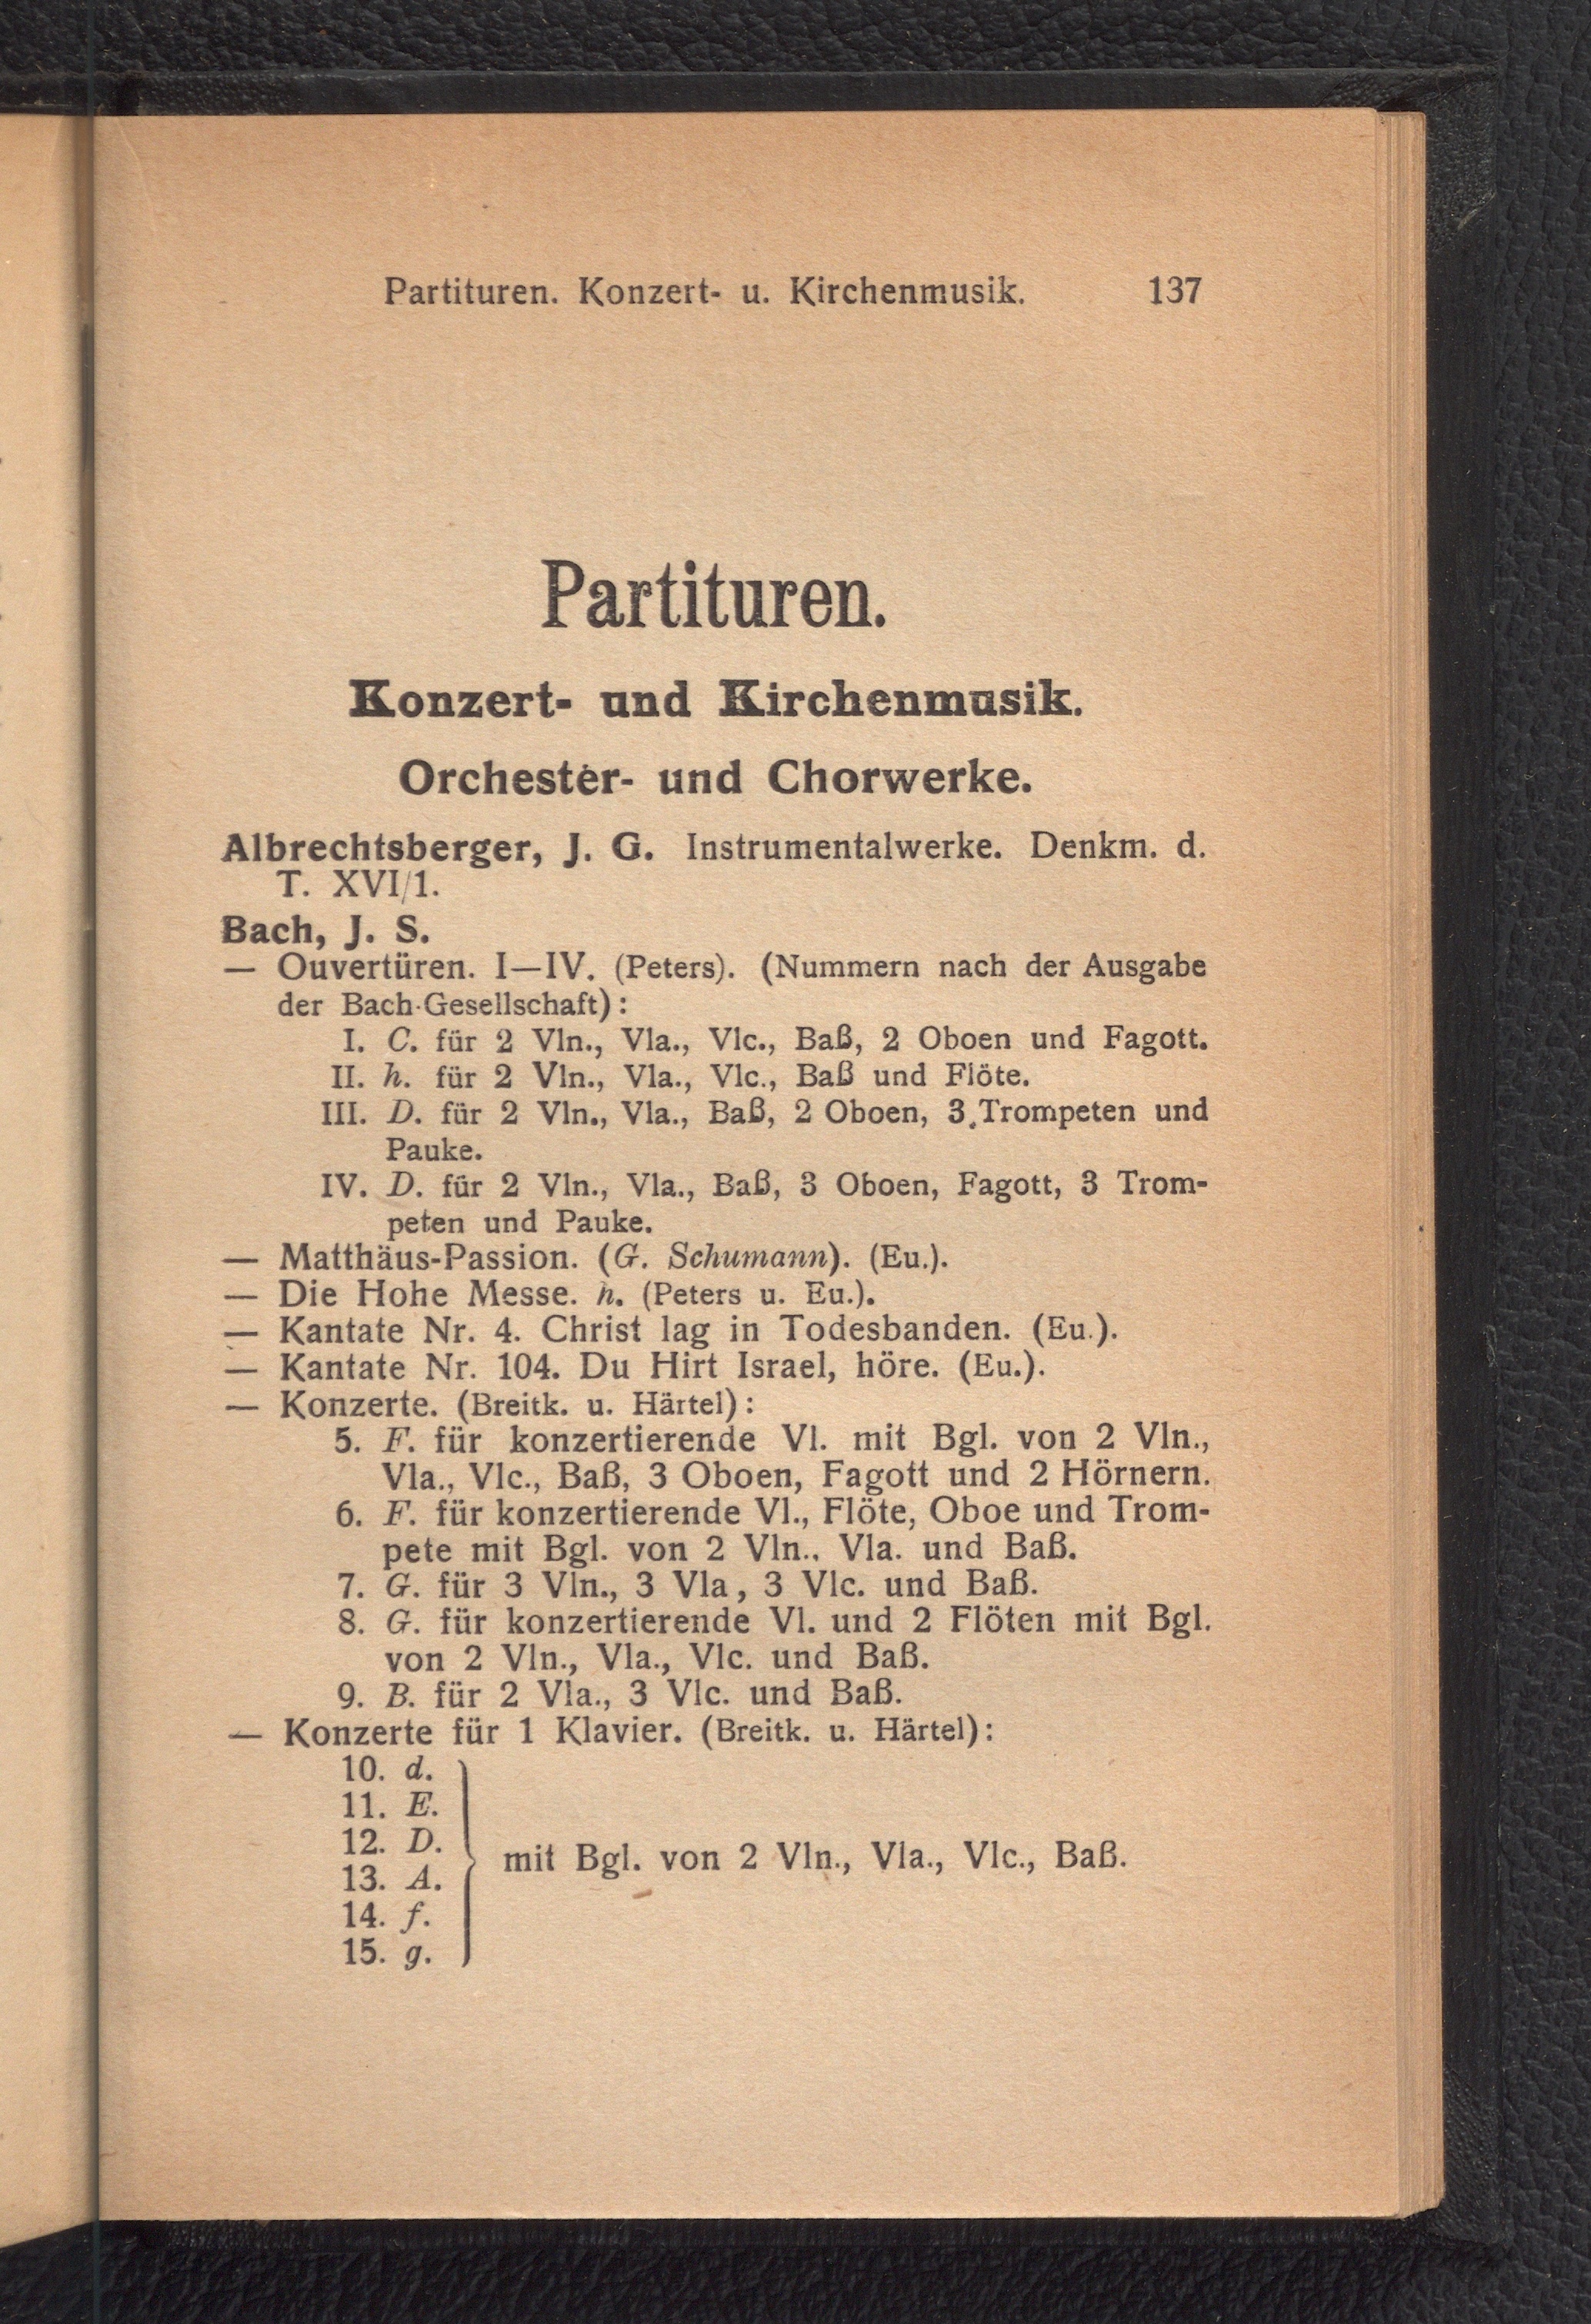 Partituren. Konzert- u. Kirchenmusik. 137
Partituren.
Konzert- und Kirchenmusik.
Orchester- und Chorwerke.
Albrechtsberger, J. G. Instrumentalwerke. Denkm. d.
T. XVI/1.
Bach, J. S.
— Ouvertüren. I—IV. (Peters). (Nummern nach der Ausgabe
der Bach-Gesellschaft):
I. C. für 2 Vln., Vla., Vlc., Baß, 2 Oboen und Fagott.
II. h. für 2 Vln., Vla., Vlc., Baß und Flöte.
III. D. für 2 Vln., Vla., Baß, 2 Oboen, 3 Trompeten und
Pauke.
IV. D. für 2 Vln., Vla., Baß, 3 Oboen, Fagott, 3 Trom-
peten und Pauke.
— Matthäus-Passion. (G. Schumann). (Eu.).
— Die Hohe Messe. h. (Peters u. Eu.).
— Kantate Nr. 4. Christ lag in Todesbanden. (Eu.).
— Kantate Nr. 104. Du Hirt Israel, höre. (Eu.).
— Konzerte. (Breitk. u. Härtel):
5. F. für konzertierende Vl. mit Bgl. von 2 Vln.,
Vla., Vlc., Baß, 3 Oboen, Fagott und 2 Hörnern.
6. F. für konzertierende Vl., Flöte, Oboe und Trom-
pete mit Bgl. von 2 Vln., Vla. und Baß.
7. G. für 3 Vln., 3 Vla, 3 Vlc. und Baß.
8. G. für konzertierende Vl. und 2 Flöten mit Bgl.
von 2 Vln., Vla., Vlc. und Baß.
9. B. für 2 Vla., 3 Vlc. und Baß.
— Konzerte für 1 Klavier. (Breitk. u. Härtel):
10. d.
11. E.
12. D.
13. A.
14. f.
15. g.
mit Bgl. von 2 Vln., Vla., Vlc., Baß.